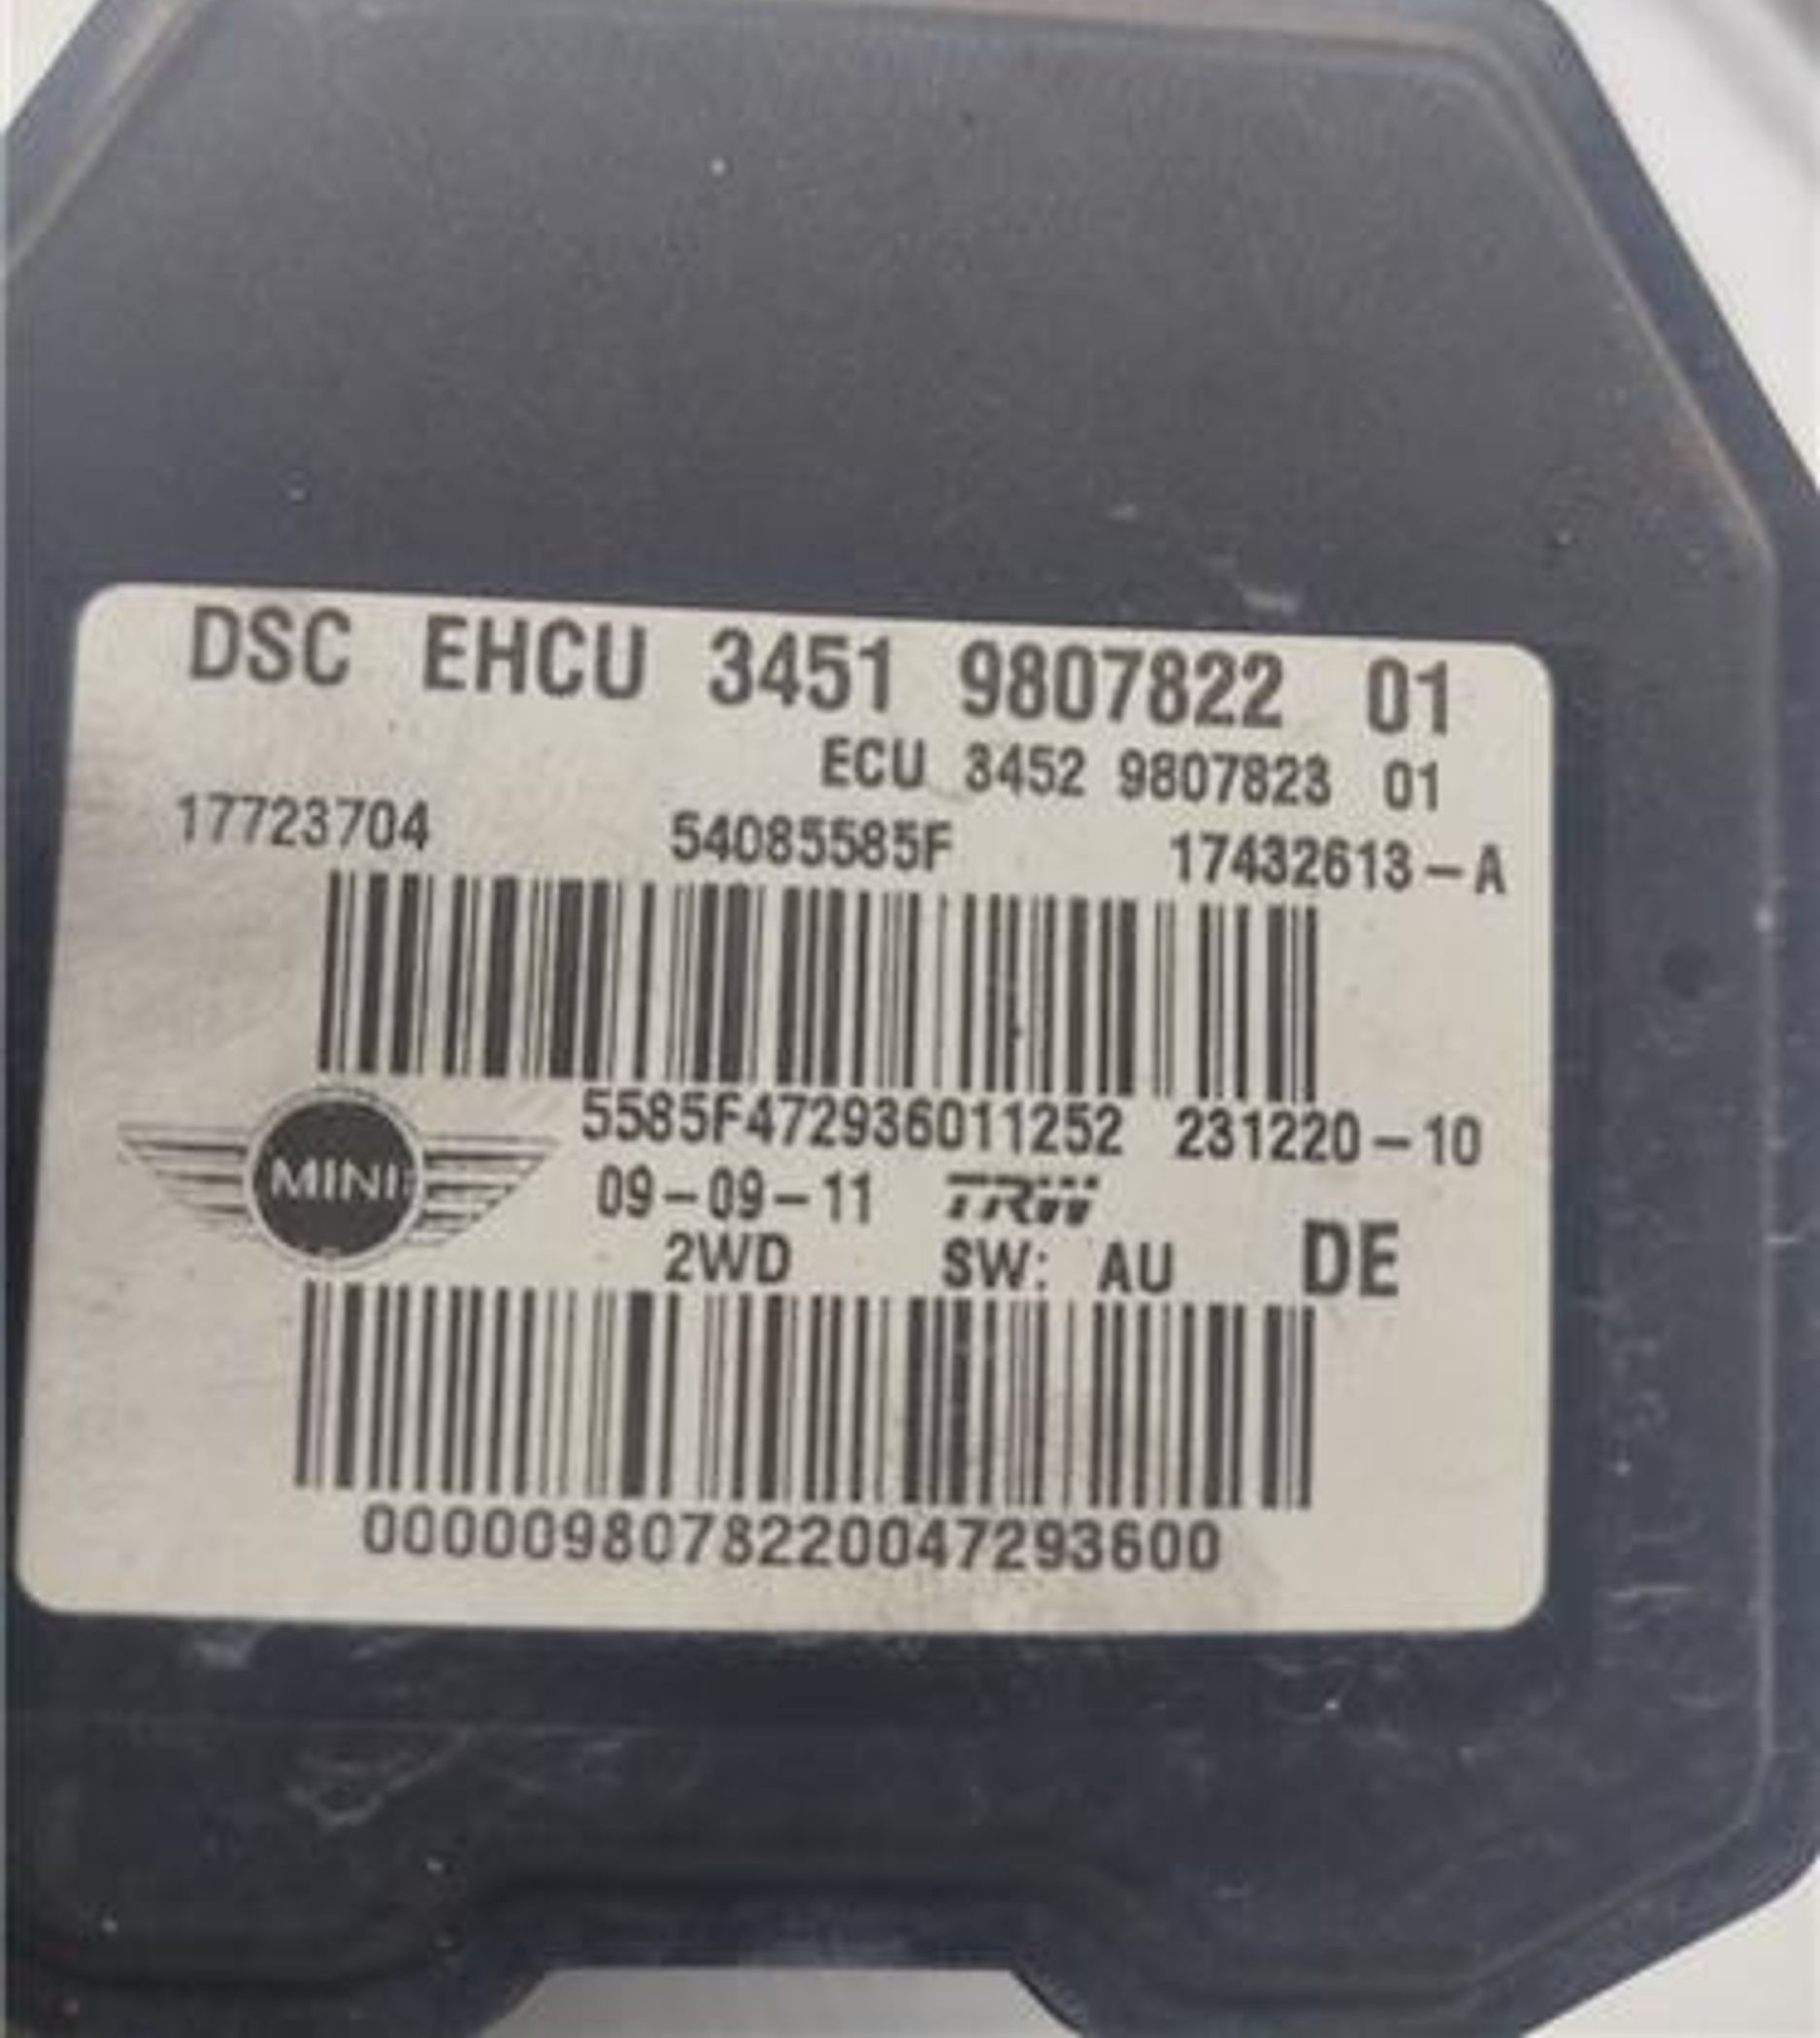 DSC EHCU 3451 9807822 01
ECU 3452 9807823 01
17723704 54085585F 17432613-A
5585F472936011252 231220-10
MINI
09-09-11 TRW
2WD SW: AU DE
0000098078220047293600